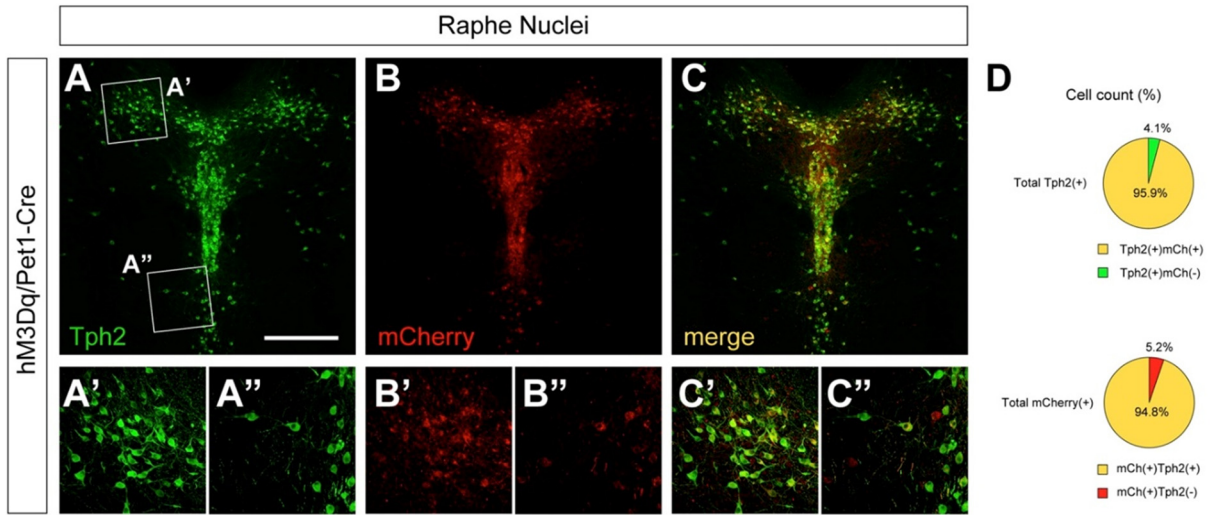 Raphe Nuclei
hM3Dq/Pet1-Cre
A
A’
A”
Tph2
B
mCherry
C
merge
A’
A”
B’
B”
C’
C”
D
Cell count (%)
4.1%
Total Tph2(+)
95.9%
Tph2(+)mCh(+)
Tph2(+)mCh(-)
5.2%
Total mCherry(+)
94.8%
mCh(+)Tph2(+)
mCh(+)Tph2(-)